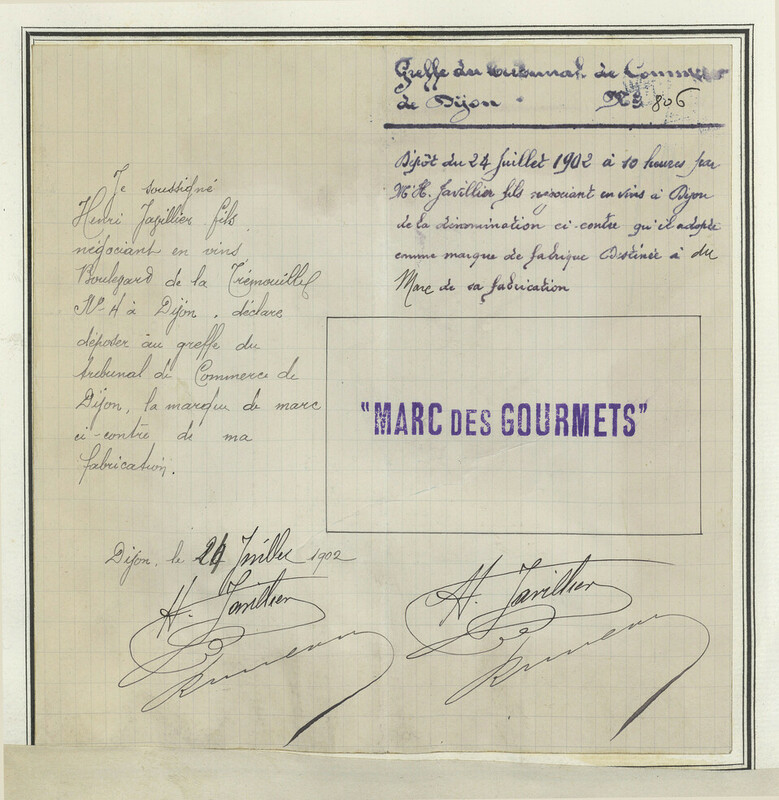 Greffe du Tribunal de Commerce
de Dijon. N° 806
Dépôt du 24 Juillet 1902 à 10 heures par
Mr H. Javillier fils négociant en vins à Dijon
de la dénomination ci-contre qu'il adopte
comme marque de fabrique destinée à du
Marc de sa fabrication
Je soussigné
Henri Javillier fils
négociant en vins
Boulevard de la Trémouille
N° 4 à Dijon, déclare
déposer au greffe du
tribunal de Commerce de
Dijon, la marque de marc
ci-contre de ma
fabrication.
"MARC DES GOURMETS"
Dijon, le 24 Juillet 1902
H. Javillier
H. Javillier